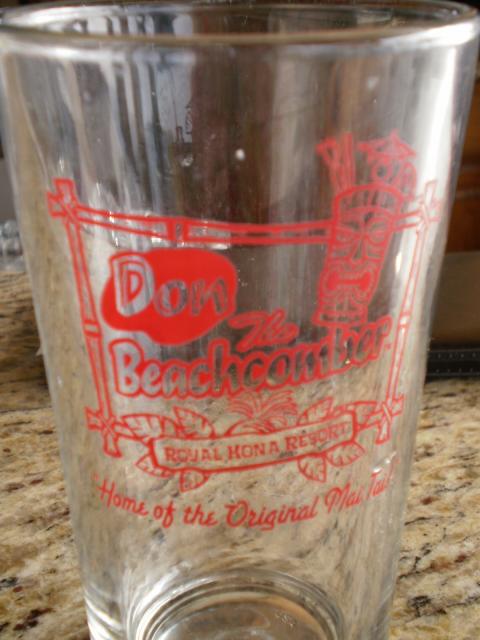 Don
The
Beachcomber
ROYAL KONA RESORT
"Home of the Original Mai Tai"